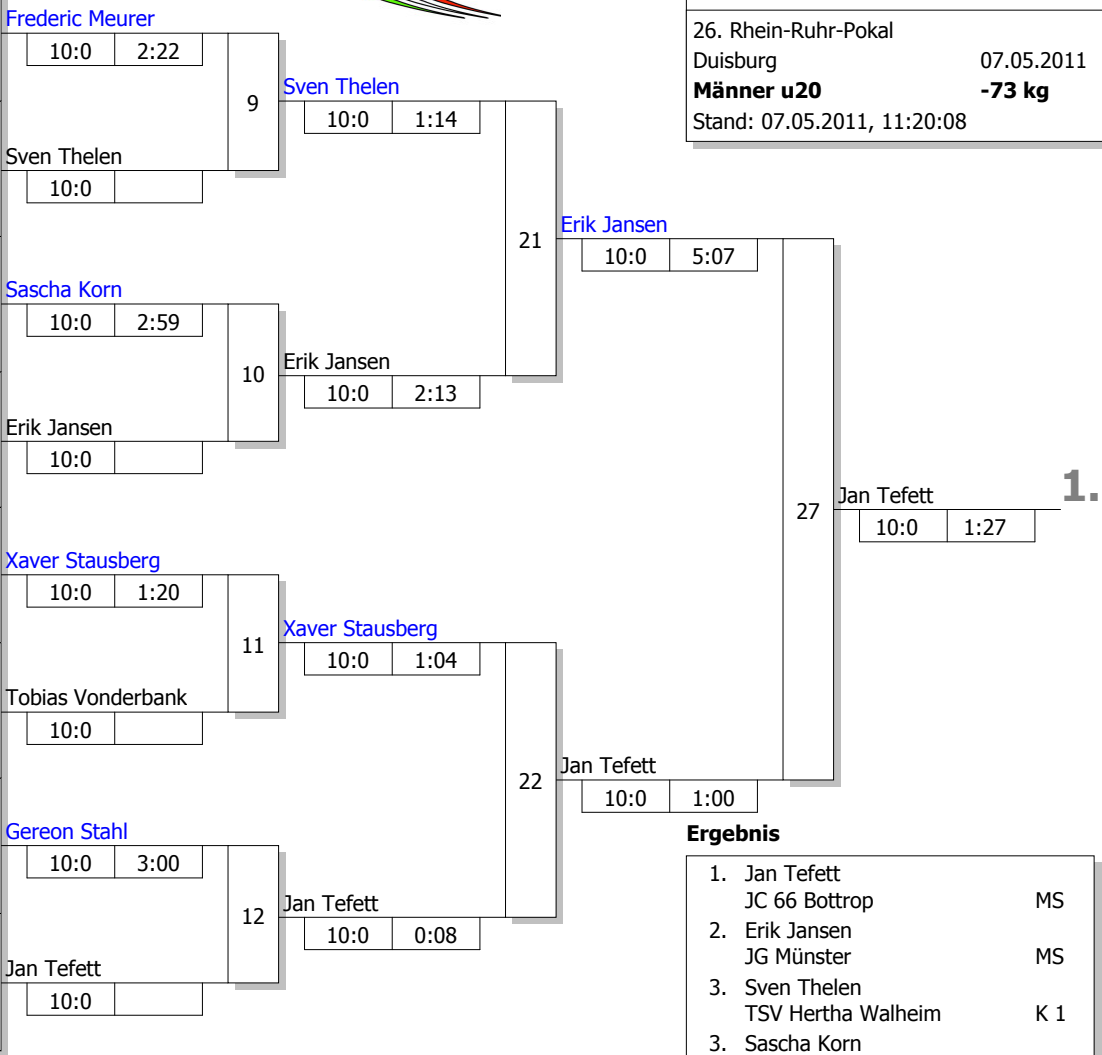 Frederic Meurer
10:0 2:22
9
Sven Thelen
10:0
Sven Thelen
10:0 1:14
21
Sascha Korn
10:0 2:59
10
Erik Jansen
10:0
Erik Jansen
10:0 2:13
Erik Jansen
10:0 5:07
27
Xaver Stausberg
10:0 1:20
11
Tobias Vonderbank
10:0
Xaver Stausberg
10:0 1:04
22
Gereon Stahl
10:0 3:00
12
Jan Tefett
10:0
Jan Tefett
10:0 0:08
Jan Tefett
10:0 1:00
Jan Tefett 1.
10:0 1:27
26. Rhein-Ruhr-Pokal
Duisburg 07.05.2011
Männer u20 -73 kg
Stand: 07.05.2011, 11:20:08
Ergebnis
1. Jan Tefett
JC 66 Bottrop MS
2. Erik Jansen
JG Münster MS
3. Sven Thelen
TSV Hertha Walheim K 1
3. Sascha Korn